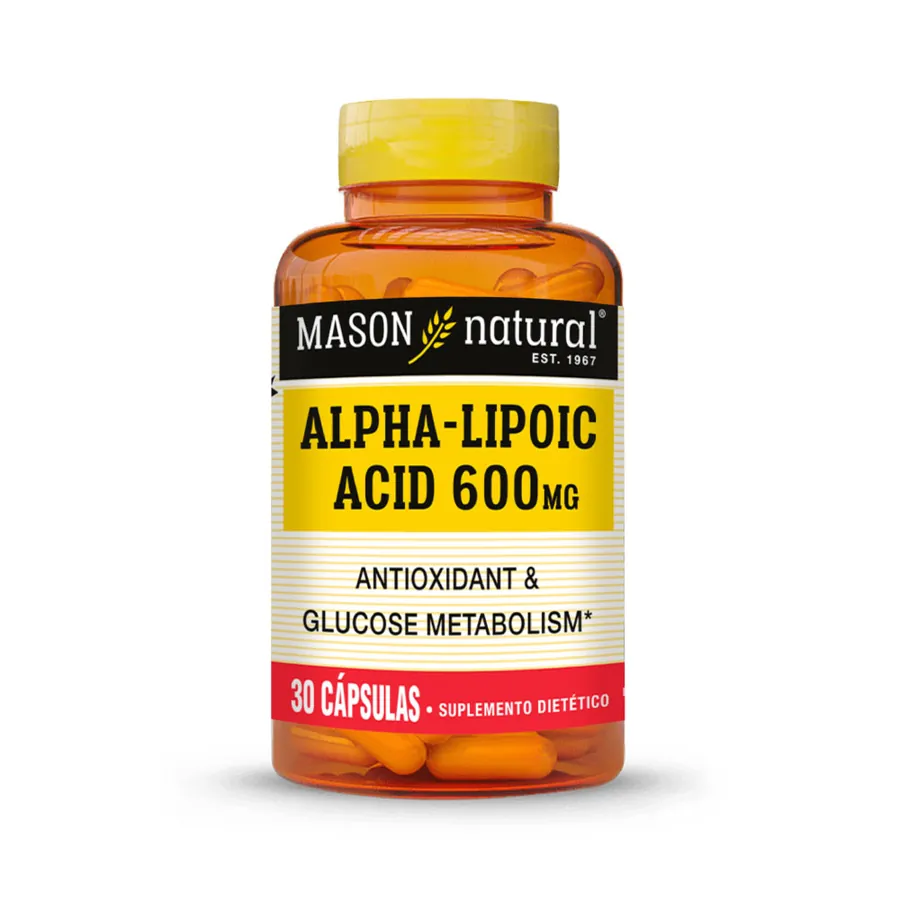 MASON natural®
EST. 1967
ALPHA-LIPOIC
ACID 600MG
ANTIOXIDANT &
GLUCOSE METABOLISM*
30 CÁPSULAS • SUPLEMENTO DIETÉTICO